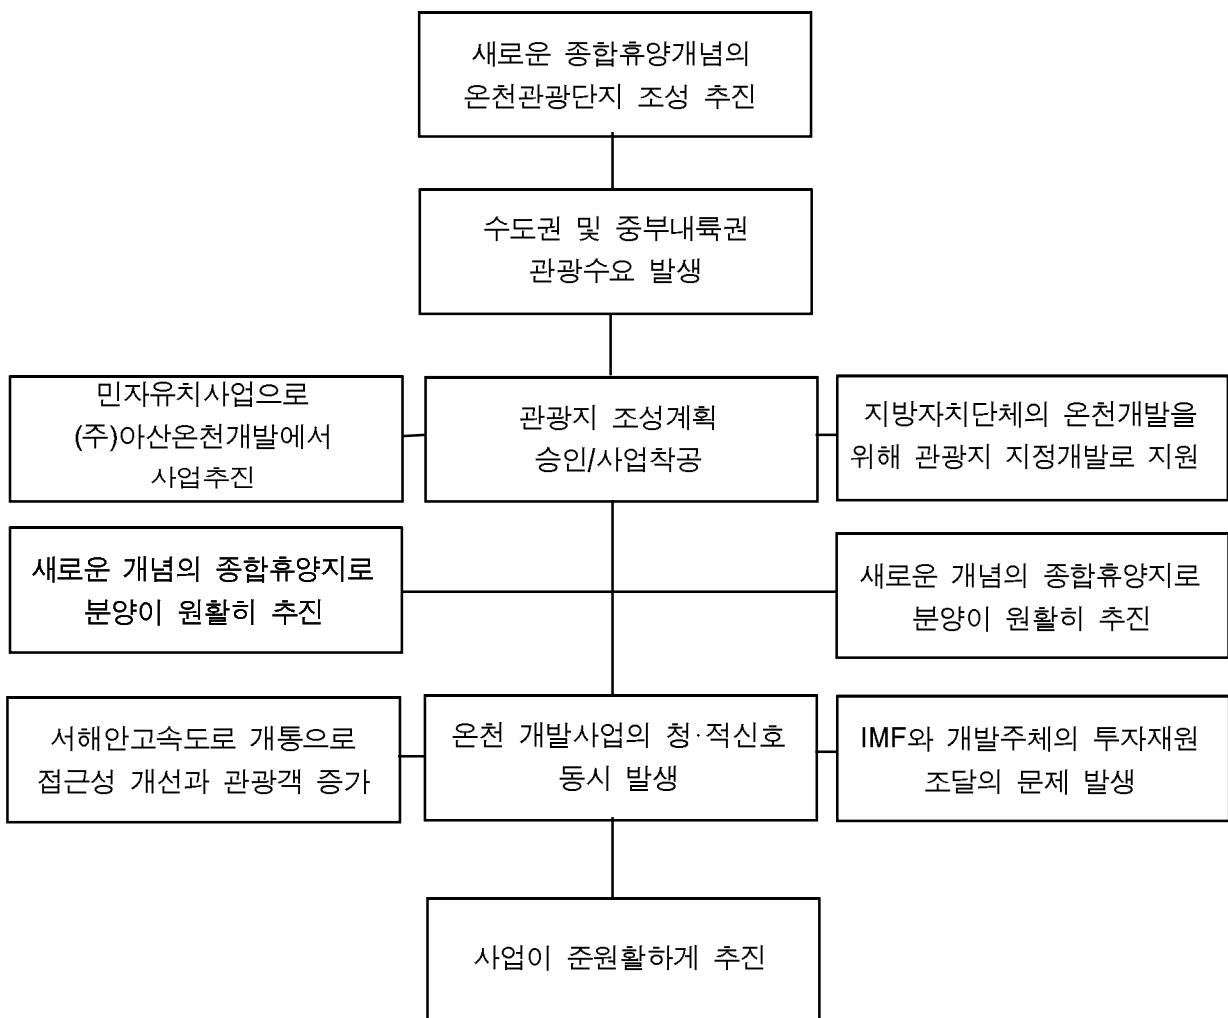 새로운 종합휴양개념의
온천관광단지 조성 추진
수도권 및 중부내륙권
관광수요 발생
민자유치사업으로
(주)아산온천개발에서
사업추진
관광지 조성계획
승인/사업착공
지방자치단체의 온천개발을
위해 관광지 지정개발로 지원
새로운 개념의 종합휴양지로
분양이 원활히 추진
새로운 개념의 종합휴양지로
분양이 원활히 추진
서해안고속도로 개통으로
접근성 개선과 관광객 증가
온천 개발사업의 청·적신호
동시 발생
IMF와 개발주체의 투자재원
조달의 문제 발생
사업이 준원활하게 추진